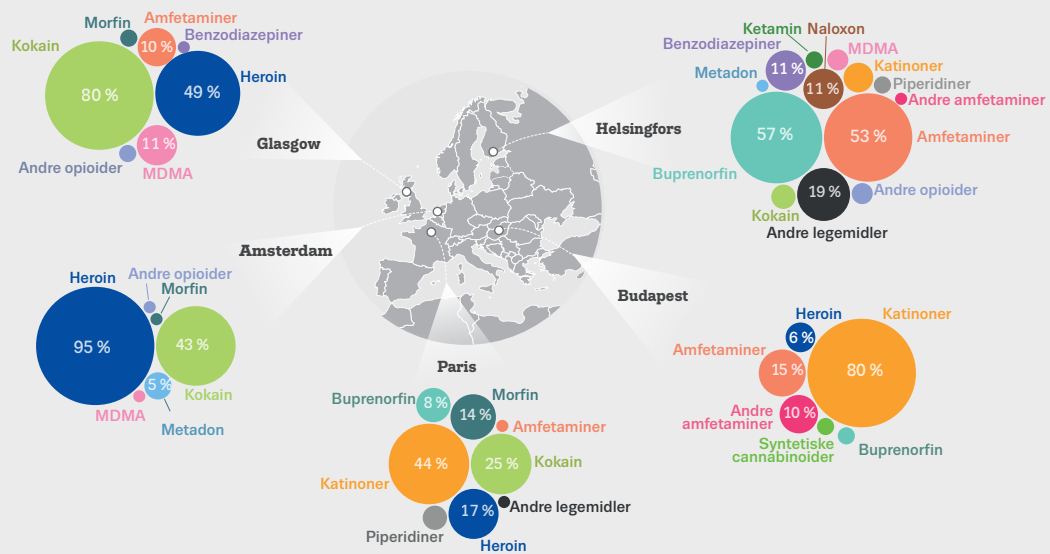 Morfin
Amfetaminer
Benzodiazepiner
Kokain
10 %
Heroin
80 %
49 %
11 %
Andre opioider
MDMA
Glasgow
Ketamin
Naloxon
Benzodiazepiner
MDMA
Metadon
11 %
Katinoner
11 %
Piperidiner
Andre amfetaminer
57 %
53 %
Amfetaminer
Buprenorfin
19 %
Andre opioider
Kokain
Andre legemidler
Helsingfors
Amsterdam
Heroin
Andre opioider
Morfin
95 %
43 %
5 %
Kokain
MDMA
Metadon
Budapest
Heroin
Katinoner
6 %
Amfetaminer
15 %
80 %
Andre
amfetaminer
10 %
Syntetiske
cannabinoider
Buprenorfin
Paris
Buprenorfin
8 %
Morfin
14 %
Amfetaminer
44 %
25 %
Kokain
Katinoner
17 %
Andre legemidler
Piperidiner
Heroin